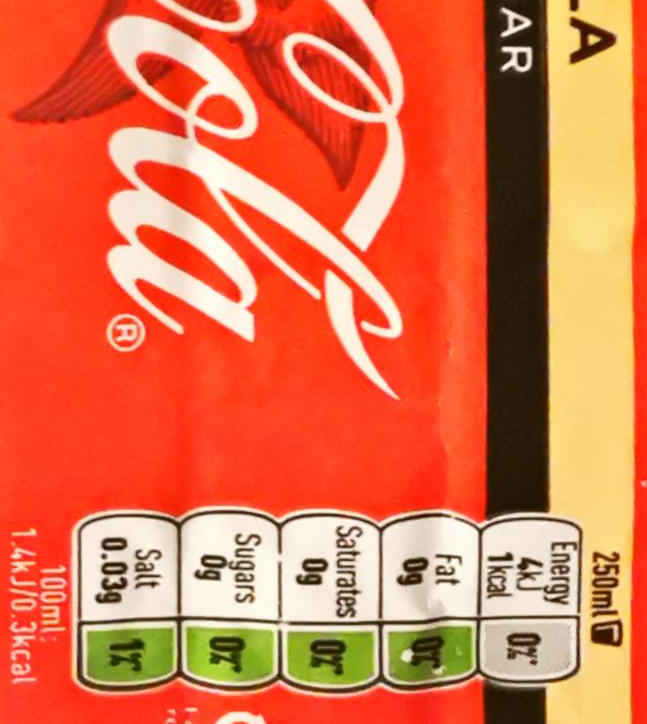 LA
AR
Cola®
250ml
Energy
4kJ
1kcal
0%*
Fat
0g
0%*
Saturates
0g
0%*
Sugars
0g
0%*
Salt
0.03g
1%*
100ml:
1.4kJ/0.3kcal